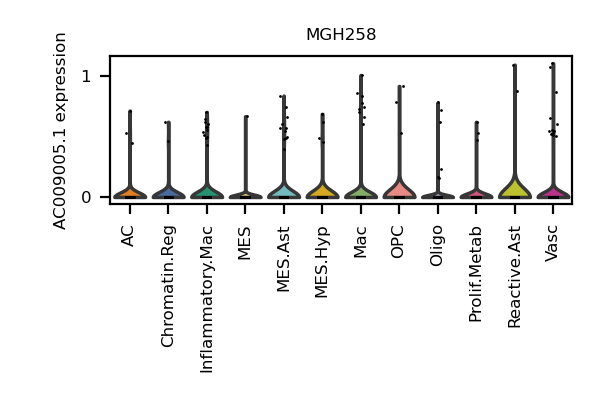 MGH258
AC009005.1 expression
1
0
AC
Chromatin.Reg
Inflammatory.Mac
MES
MES.Ast
MES.Hyp
Mac
OPC
Oligo
Prolif.Metab
Reactive.Ast
Vasc